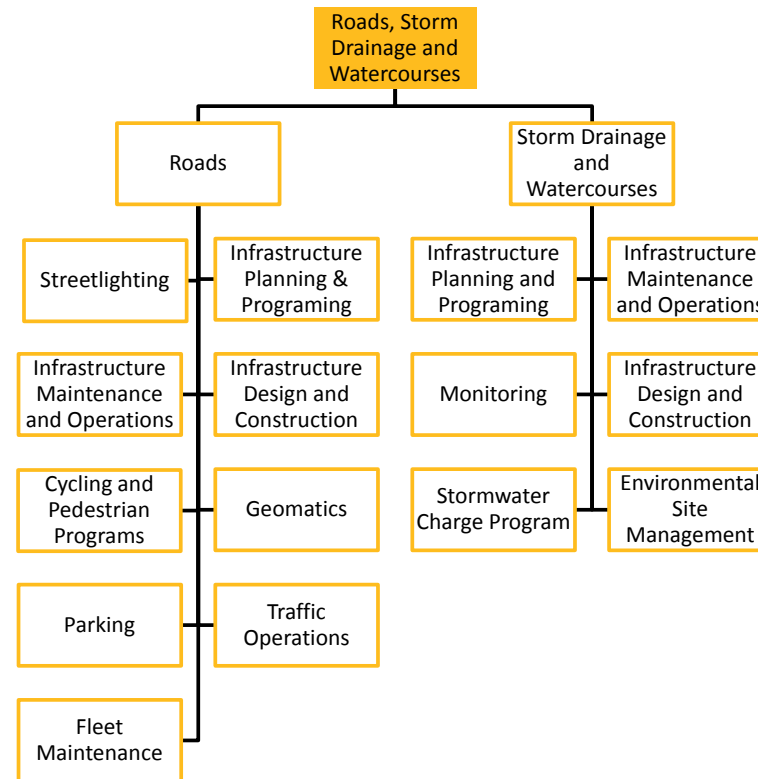 Roads, Storm
Drainage and
Watercourses
Roads
Storm Drainage
and
Watercourses
Streetlighting
Infrastructure
Planning &
Programing
Infrastructure
Planning and
Programing
Infrastructure
Maintenance
and Operations
Infrastructure
Maintenance
and Operations
Infrastructure
Design and
Construction
Monitoring
Infrastructure
Design and
Construction
Cycling and
Pedestrian
Programs
Geomatics
Stormwater
Charge Program
Environmental
Site
Management
Parking
Traffic
Operations
Fleet
Maintenance